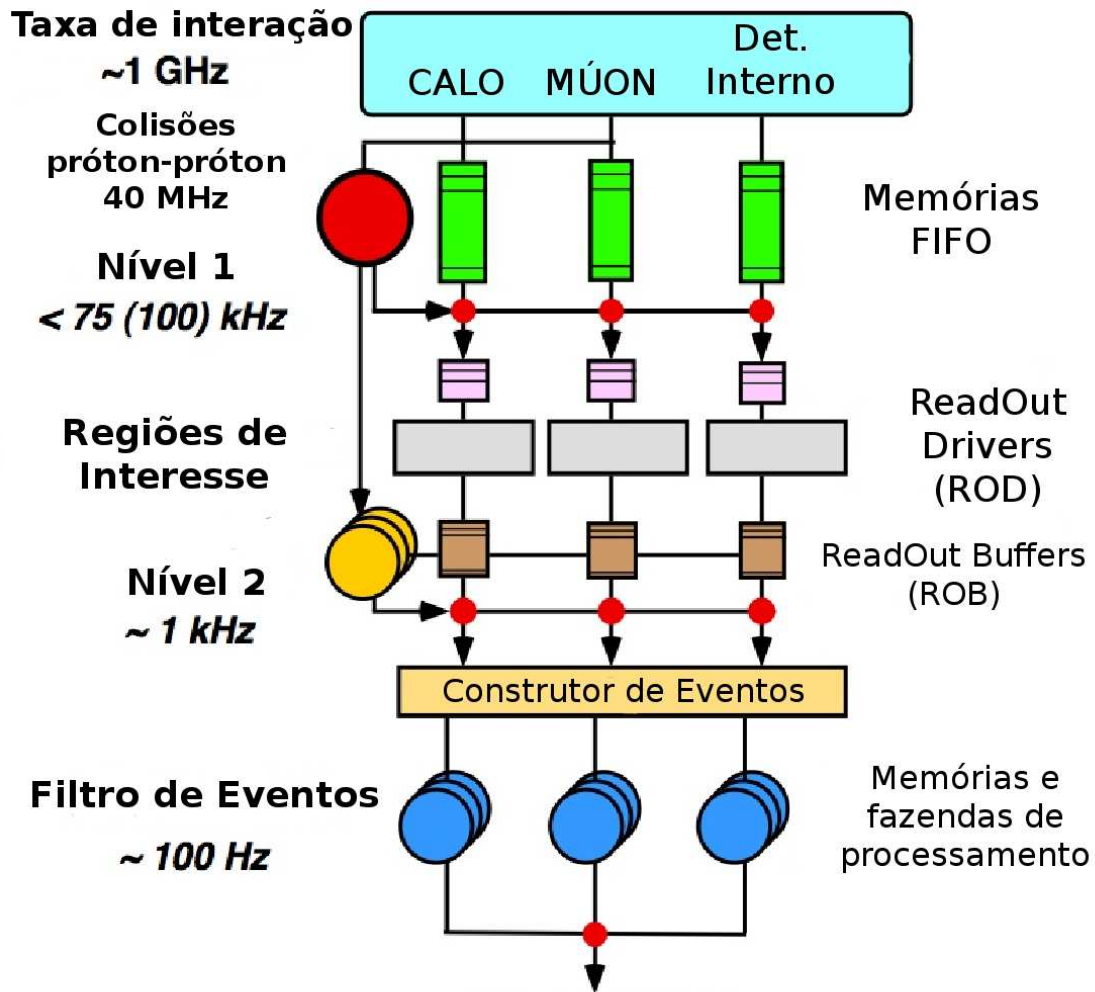 Taxa de interação
~1 GHz
Colisões
próton-próton
40 MHz
CALO
MÚON
Det.
Interno
Memórias
FIFO
Nível 1
< 75 (100) kHz
Regiões de
Interesse
ReadOut
Drivers
(ROD)
ReadOut Buffers
(ROB)
Nível 2
~ 1 kHz
Construtor de Eventos
Filtro de Eventos
~ 100 Hz
Memórias e
fazendas de
processamento